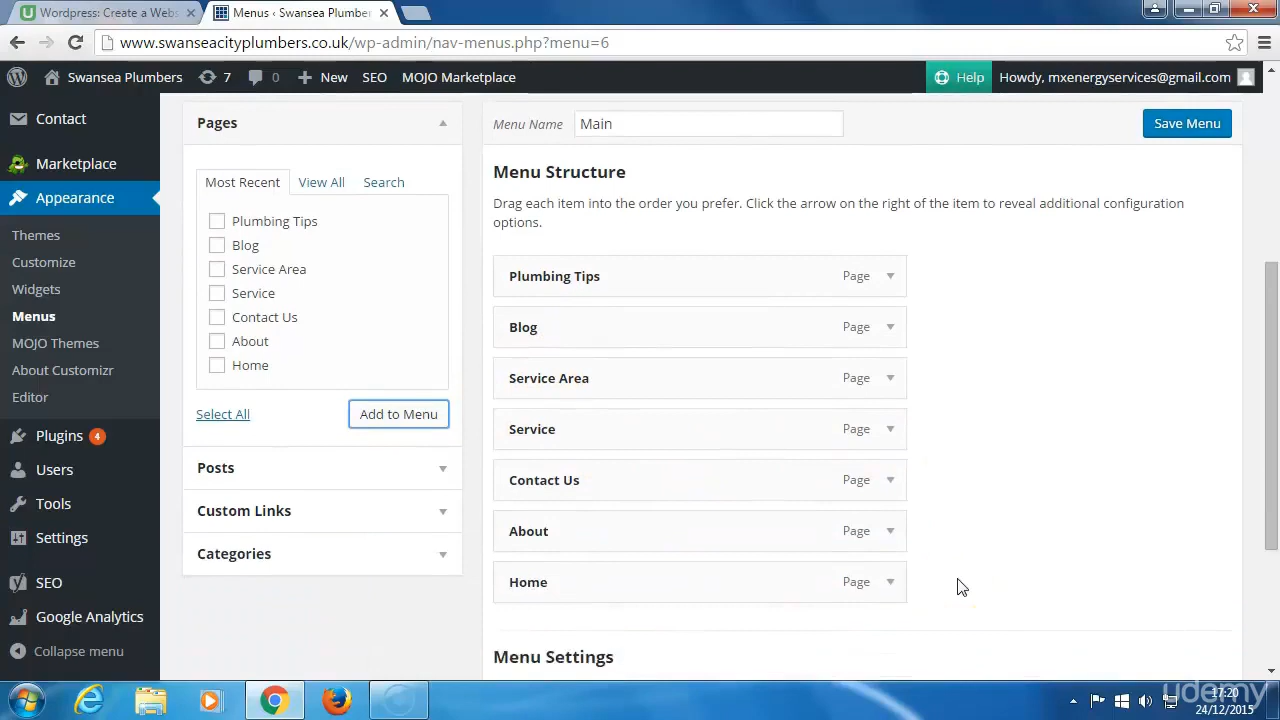 Wordpress: Create a Webs
Menus ‹ Swansea Plumber
www.swanseacityplumbers.co.uk/wp-admin/nav-menus.php?menu=6
Swansea Plumbers
7
0
New
SEO
MOJO Marketplace
Help
Howdy, mxenergyservices@gmail.com
Contact
Marketplace
Appearance
Themes
Customize
Widgets
Menus
MOJO Themes
About Customizr
Editor
Plugins 4
Users
Tools
Settings
SEO
Google Analytics
Collapse menu
Pages
Most Recent
View All
Search
Plumbing Tips
Blog
Service Area
Service
Contact Us
About
Home
Select All
Add to Menu
Posts
Custom Links
Categories
Menu Name
Main
Save Menu
Menu Structure
Drag each item into the order you prefer. Click the arrow on the right of the item to reveal additional configuration
options.
Plumbing Tips Page
Blog Page
Service Area Page
Service Page
Contact Us Page
About Page
Home Page
Menu Settings
udemy
17:20
24/12/2015